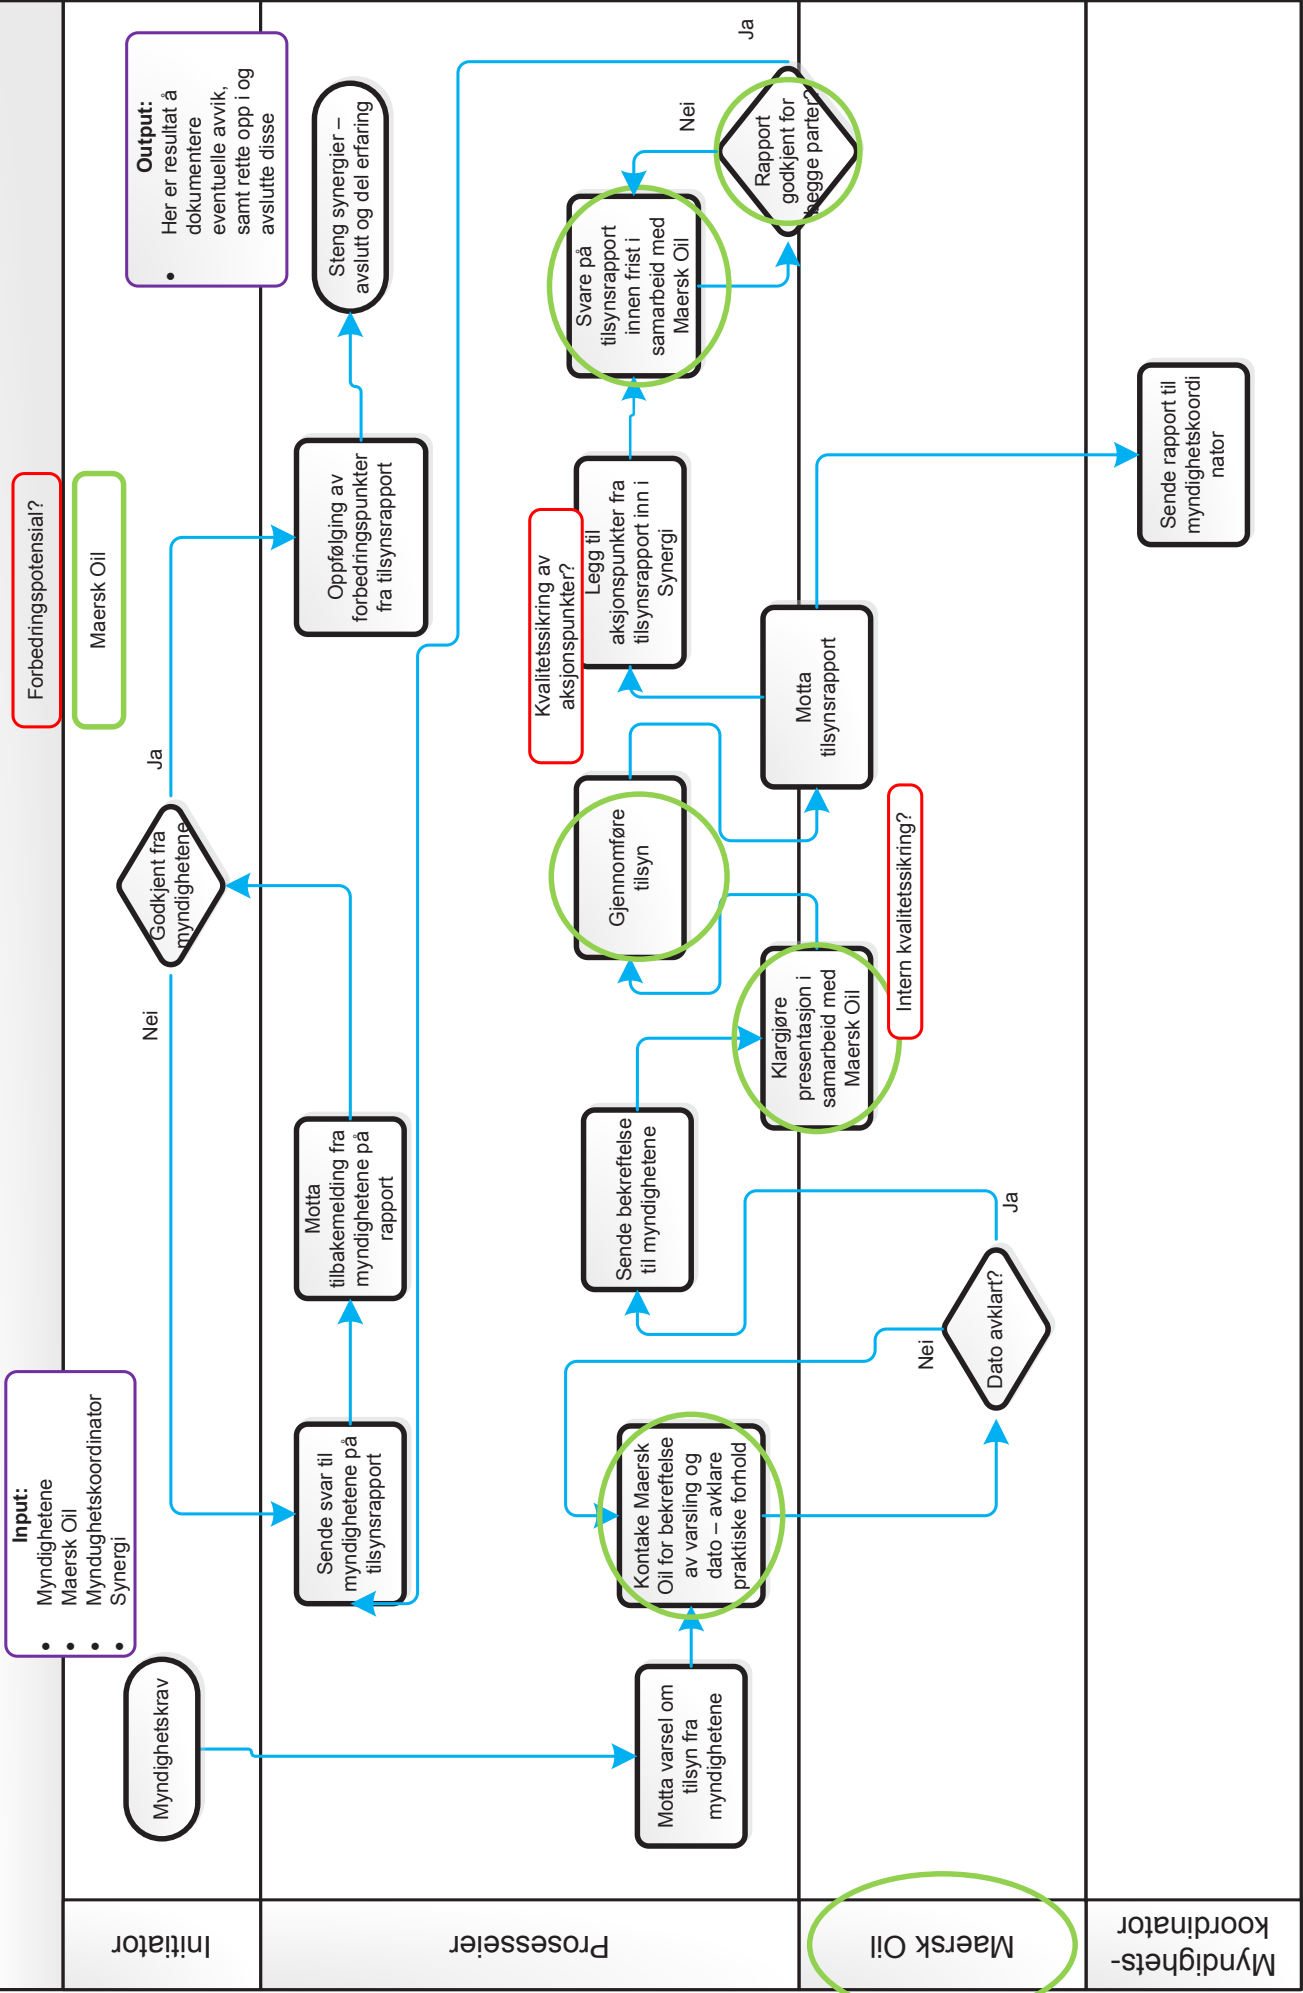 Forbedringspotensial?
Maersk Oil
Input:
• Myndighetene
• Maersk Oil
• Myndughetskoordinator
• Synergi
Output:
• Her er resultat å
dokumentere
eventuelle avvik,
samt rette opp i og
avslutte disse
Initiator
Myndighetskrav
Nei
Godkjent fra
myndighetene
Ja
Prosesseier
Sende svar til
myndighetene på
tilsynsrapport
Motta
tilbakemelding fra
myndighetene på
rapport
Oppfølging av
forbedringspunkter
fra tilsynsrapport
Steng synergier –
avslutt og del erfaring
Motta varsel om
tilsyn fra
myndighetene
Kontake Maersk
Oil for bekreftelse
av varsling og
dato – avklare
praktiske forhold
Sende bekreftelse
til myndighetene
Gjennomføre
tilsyn
Kvalitetssikring av
aksjonspunkter?
Legg til
aksjonspunkter fra
tilsynsrapport inn i
Synergi
Svare på
tilsynsrapport
innen frist i
samarbeid med
Maersk Oil
Nei
Ja
Rapport
godkjent for
begge parter?
Klargjøre
presentasjon i
samarbeid med
Maersk Oil
Motta
tilsynsrapport
Maersk Oil
Intern kvalitetssikring?
Nei
Dato avklart?
Ja
Myndighets-
koordinator
Sende rapport til
myndighetskoordi
nator